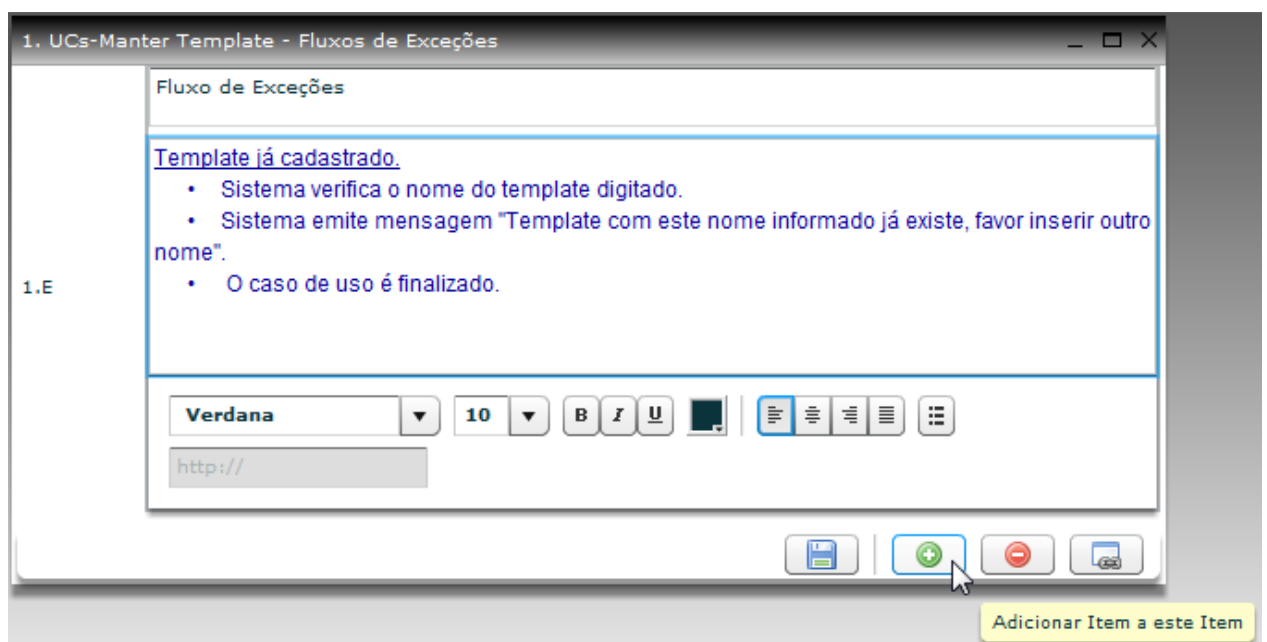 1. UCs-Manter Template - Fluxos de Exceções
Fluxo de Exceções
Template já cadastrado.
• Sistema verifica o nome do template digitado.
• Sistema emite mensagem "Template com este nome informado já existe, favor inserir outro
nome".
• O caso de uso é finalizado.
1.E
Verdana 10 B I U
http://
Adicionar Item a este Item